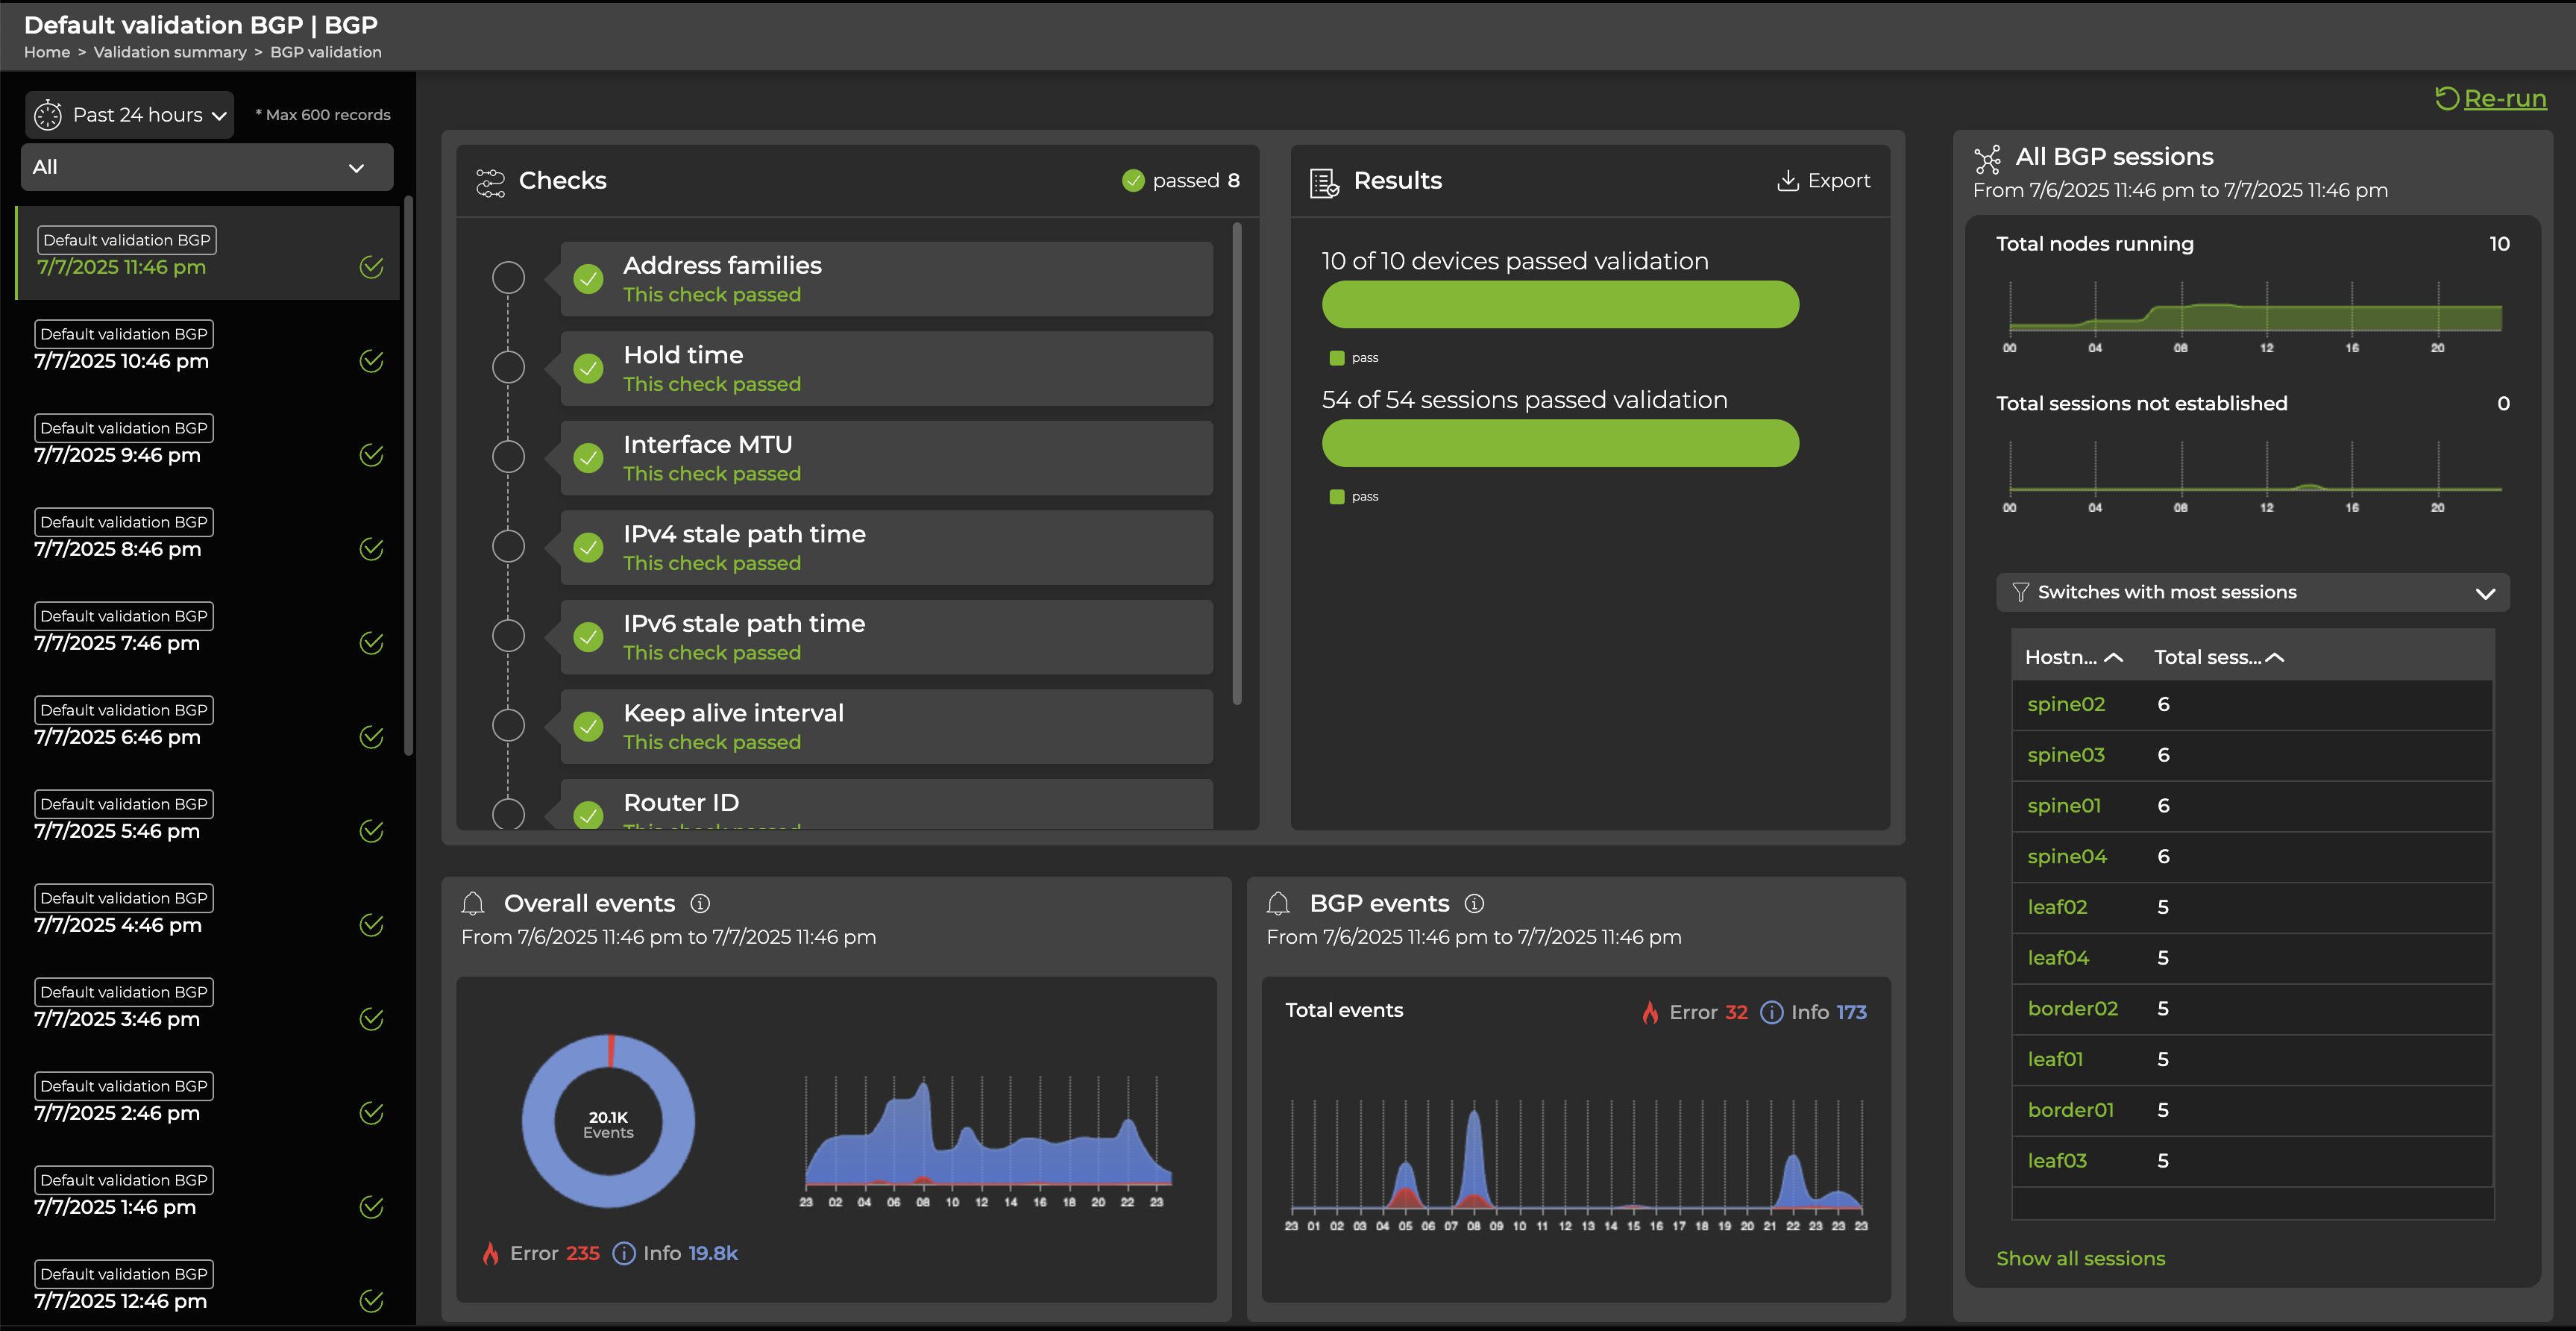 Default validation BGP | BGP
Home > Validation summary > BGP validation
Past 24 hours
* Max 600 records
All
Default validation BGP
7/7/2025 11:46 pm
Default validation BGP
7/7/2025 10:46 pm
Default validation BGP
7/7/2025 9:46 pm
Default validation BGP
7/7/2025 8:46 pm
Default validation BGP
7/7/2025 7:46 pm
Default validation BGP
7/7/2025 6:46 pm
Default validation BGP
7/7/2025 5:46 pm
Default validation BGP
7/7/2025 4:46 pm
Default validation BGP
7/7/2025 3:46 pm
Default validation BGP
7/7/2025 2:46 pm
Default validation BGP
7/7/2025 1:46 pm
Default validation BGP
7/7/2025 12:46 pm
Re-run
Checks
passed 8
Address families
This check passed
Hold time
This check passed
Interface MTU
This check passed
IPv4 stale path time
This check passed
IPv6 stale path time
This check passed
Keep alive interval
This check passed
Router ID
This check passed
Results
Export
10 of 10 devices passed validation
pass
54 of 54 sessions passed validation
pass
Overall events
From 7/6/2025 11:46 pm to 7/7/2025 11:46 pm
20.1K
Events
23 02 04 06 08 10 12 14 16 18 20 22 23
Error 235 Info 19.8k
BGP events
From 7/6/2025 11:46 pm to 7/7/2025 11:46 pm
Total events
Error 32 Info 173
23 01 02 03 04 05 06 07 08 09 10 11 12 13 14 15 16 17 18 19 20 21 22 23 23
All BGP sessions
From 7/6/2025 11:46 pm to 7/7/2025 11:46 pm
Total nodes running 10
00 04 08 12 16 20
Total sessions not established 0
00 04 08 12 16 20
Switches with most sessions
Hostn... Total sess...
spine02 6
spine03 6
spine01 6
spine04 6
leaf02 5
leaf04 5
border02 5
leaf01 5
border01 5
leaf03 5
Show all sessions